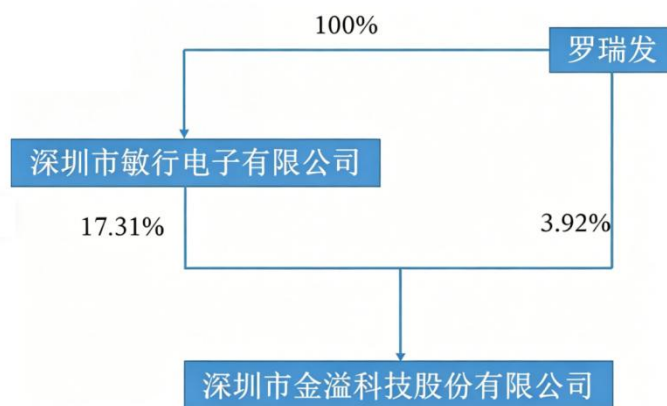 100%
罗瑞发
深圳市敏行电子有限公司
17.31%
3.92%
深圳市金溢科技股份有限公司